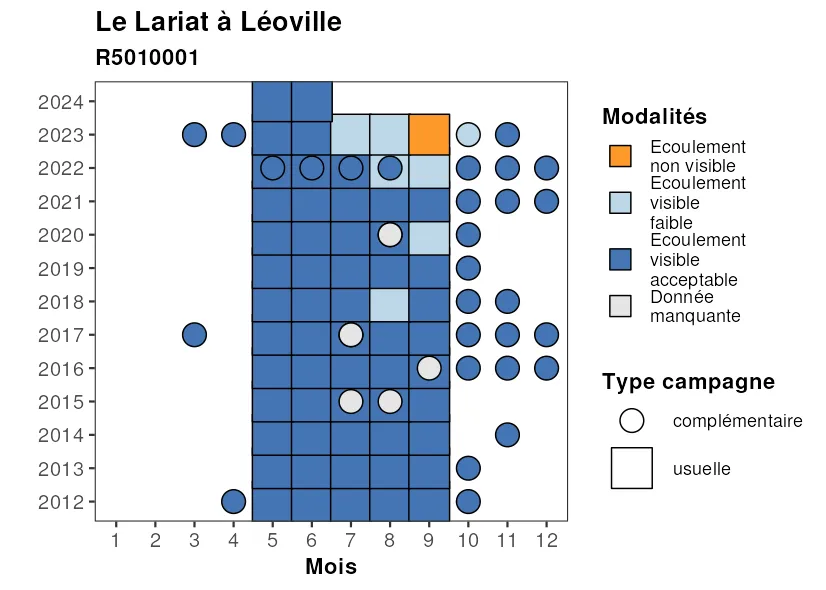 Le Lariat à Léoville
R5010001
2024
2023
2022
2021
2020
2019
2018
2017
2016
2015
2014
2013
2012
1 2 3 4 5 6 7 8 9 10 11 12
Mois
Modalités
Ecoulement
non visible
Ecoulement
visible
faible
Ecoulement
visible
acceptable
Donnée
manquante
Type campagne
complémentaire
usuelle